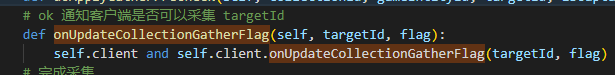 # ok 通知客户端是否可以采集 targetId
def onUpdateCollectionGatherFlag(self, targetId, flag):
self.client and self.client.onUpdateCollectionGatherFlag(targetId, flag)
# 完成采集